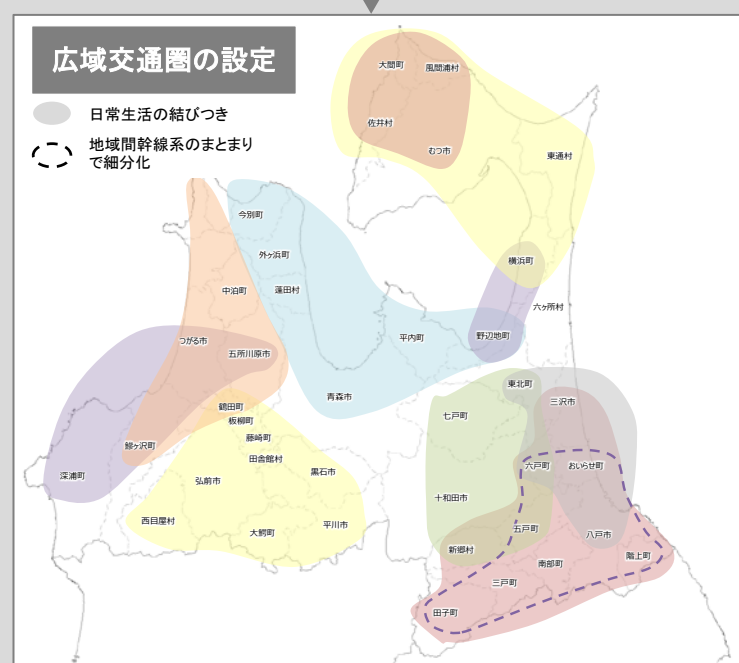 広域交通圏の設定
日常生活の結びつき
地域間幹線系のまとまり
で細分化
大間町
風間浦村
佐井村
むつ市
東通村
今別町
外ヶ浜町
中泊町
蓬田村
横浜町
六ヶ所村
野辺地町
平内町
つがる市
五所川原市
青森市
東北町
三沢市
七戸町
鶴田町
板柳町
藤崎町
田舎館村
黒石市
鰺ヶ沢町
深浦町
弘前市
西目屋村
大鰐町
平川市
六戸町
おいらせ町
十和田市
五戸町
八戸市
新郷村
南部町
階上町
三戸町
田子町